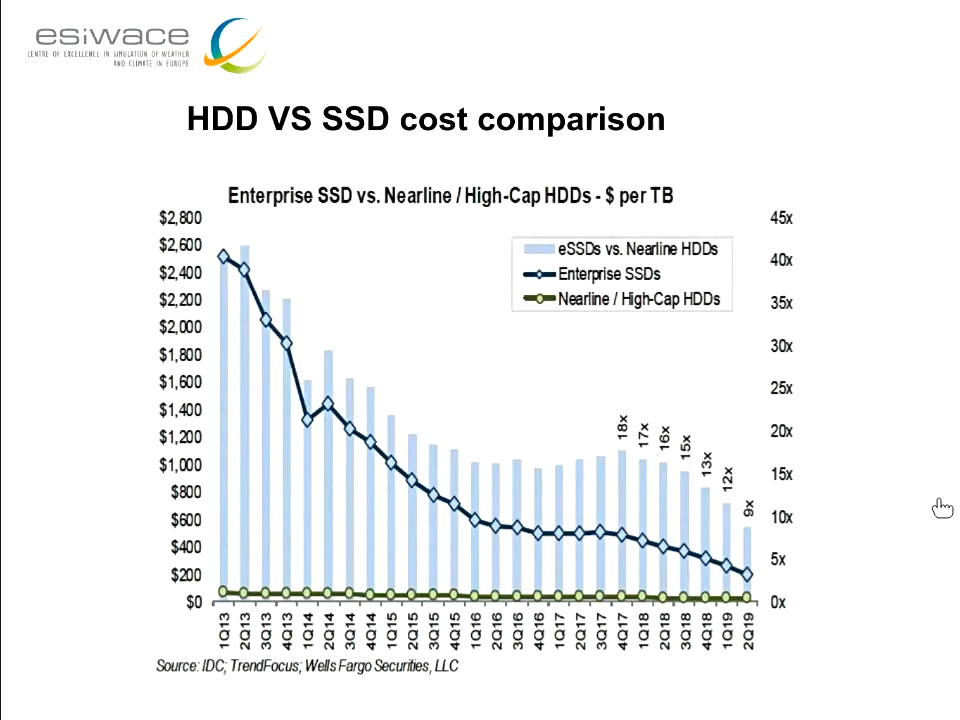 esiwace
CENTRE OF EXCELLENCE IN SIMULATION OF WEATHER
AND CLIMATE IN EUROPE
HDD VS SSD cost comparison
Enterprise SSD vs. Nearline / High-Cap HDDs - $ per TB
$2,800
$2,600
$2,400
$2,200
$2,000
$1,800
$1,600
$1,400
$1,200
$1,000
$800
$600
$400
$200
$0
45x
40x
35x
30x
25x
20x
15x
10x
5x
0x
eSSDs vs. Nearline HDDs
Enterprise SSDs
Nearline / High-Cap HDDs
18x
17x
16x
15x
13x
12x
9x
1Q13
2Q13
3Q13
4Q13
1Q14
2Q14
3Q14
4Q14
1Q15
2Q15
3Q15
4Q15
1Q16
2Q16
3Q16
4Q16
1Q17
2Q17
3Q17
4Q17
1Q18
2Q18
3Q18
4Q18
1Q19
2Q19
Source: IDC; TrendFocus; Wells Fargo Securities, LLC